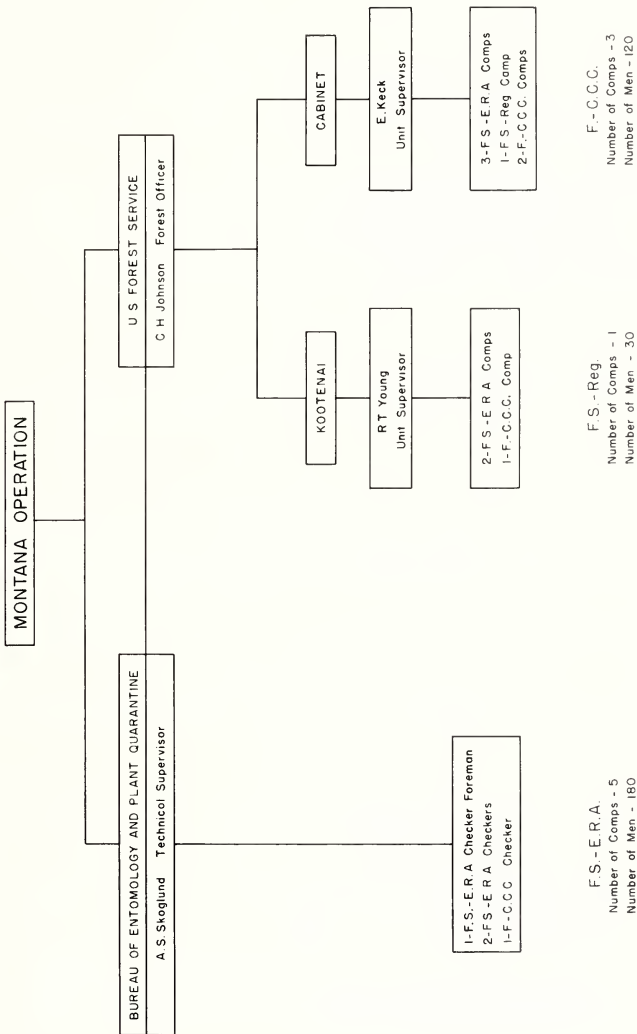 MONTANA OPERATION
BUREAU OF ENTOMOLOGY AND PLANT QUARANTINE
A.S. Skoglund Technical Supervisor
U S FOREST SERVICE
C H Johnson Forest Officer
KOOTENAI
R T Young
Unit Supervisor
CABINET
E. Keck
Unit Supervisor
1-F.S.-E.R.A Checker Foreman
2-F S-E R A Checkers
1-F-C.C C Checker
2-F S-E R A Comps
1-F.-C.C.C. Comp
3-F S-E.R A Comps
1-F S-Reg Camp
2-F.-C C C. Comps
F.S.-E.R.A.
Number of Comps - 5
Number of Men - 180
F.S.-Reg.
Number of Comps - 1
Number of Men - 30
F.-C.C.C.
Number of Comps - 3
Number of Men - 120